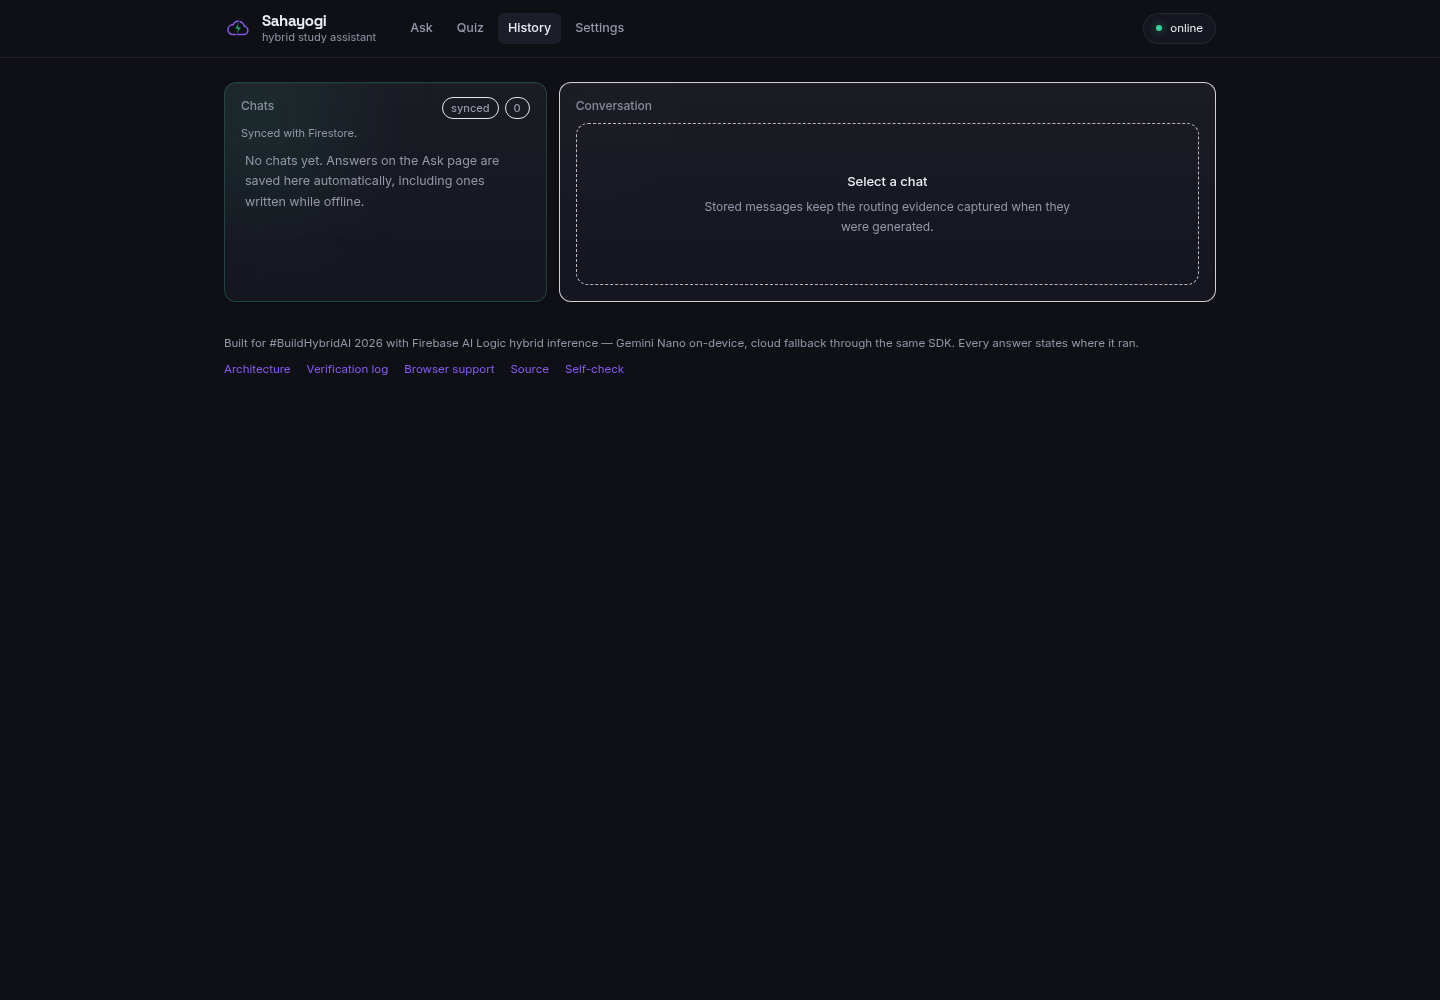 Sahayogi
hybrid study assistant
Ask
Quiz
History
Settings
online
Chats
synced
0
Synced with Firestore.
No chats yet. Answers on the Ask page are
saved here automatically, including ones
written while offline.
Conversation
Select a chat
Stored messages keep the routing evidence captured when they
were generated.
Built for #BuildHybridAI 2026 with Firebase AI Logic hybrid inference — Gemini Nano on-device, cloud fallback through the same SDK. Every answer states where it ran.
Architecture
Verification log
Browser support
Source
Self-check